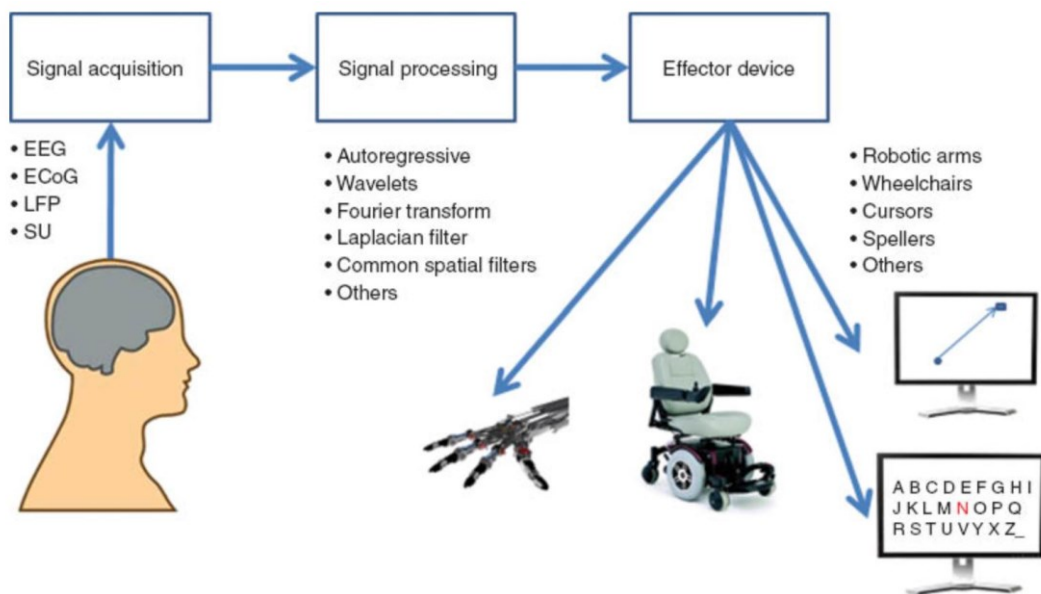 Signal acquisition
Signal processing
Effector device
• EEG
• ECoG
• LFP
• SU
• Autoregressive
• Wavelets
• Fourier transform
• Laplacian filter
• Common spatial filters
• Others
• Robotic arms
• Wheelchairs
• Cursors
• Spellers
• Others
A B C D E F G H I
J K L M N O P Q
R S T U V Y X Z _